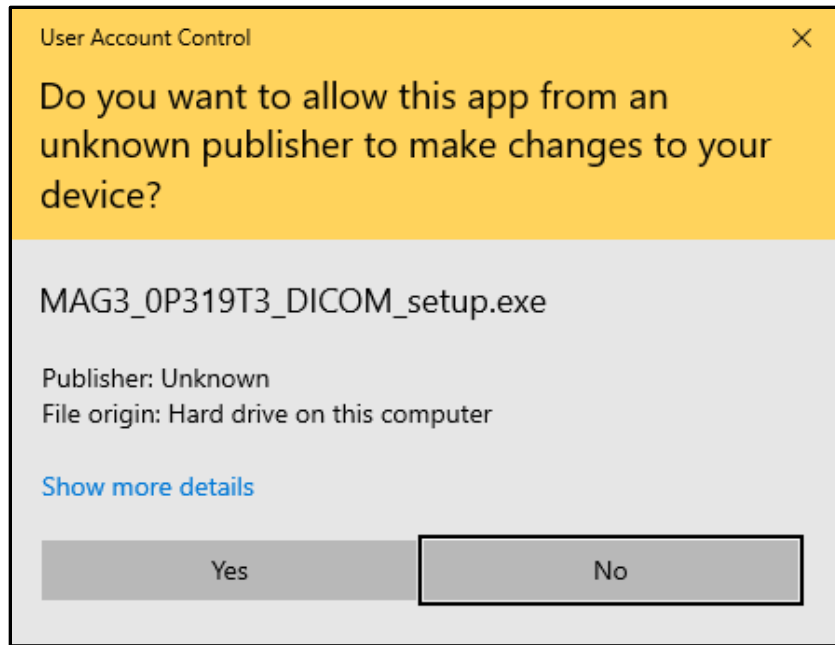 User Account Control
Do you want to allow this app from an
unknown publisher to make changes to your
device?
MAG3_0P319T3_DICOM_setup.exe
Publisher: Unknown
File origin: Hard drive on this computer
Show more details
Yes
No